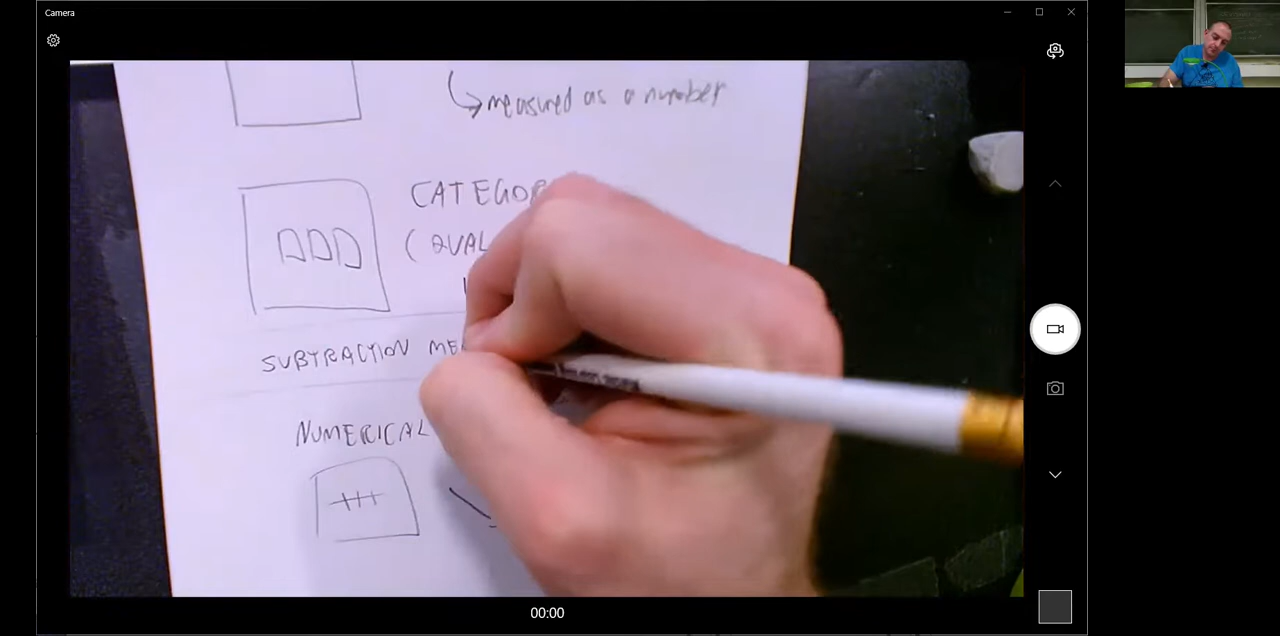 Camera
measured as a number
CATEGOR
( QUAL
SUBTRACTION ME
NUMERICAL
00:00